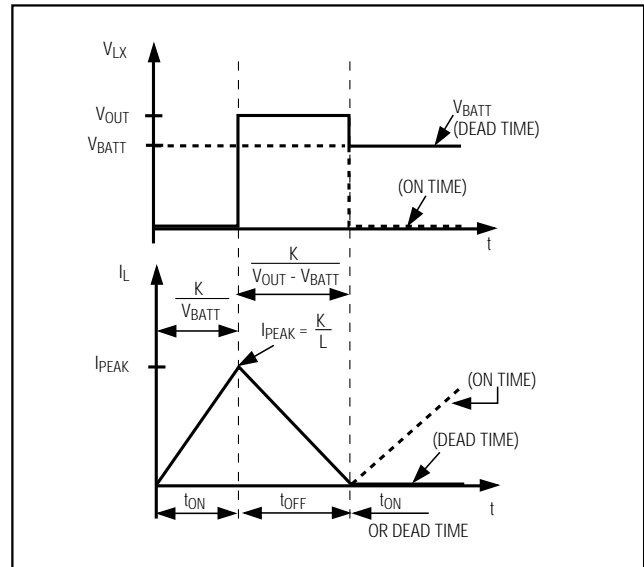 VLX
VOUT
VBATT
VBATT
(DEAD TIME)
(ON TIME)
t
IL
K
VBATT
K
VOUT - VBATT
IPEAK = K
L
IPEAK
(ON TIME)
(DEAD TIME)
tON
tOFF
tON
t
OR DEAD TIME